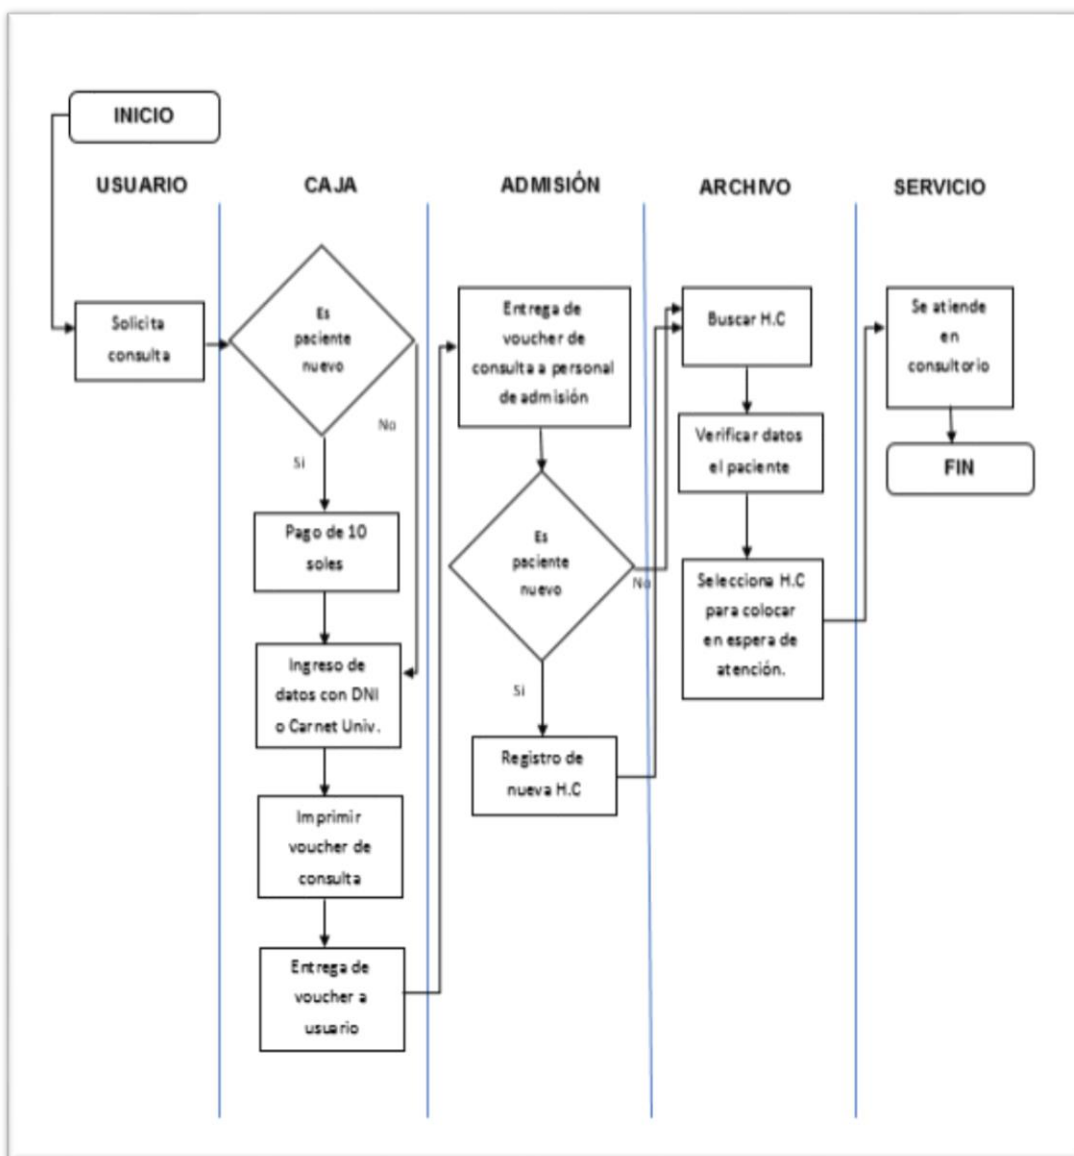 INICIO
USUARIO
CAJA
ADMISIÓN
ARCHIVO
SERVICIO
Solicita
consulta
Es
paciente
nuevo
No
Si
Pago de 10
soles
Ingreso de
datos con DNI
o Carnet Univ.
Imprimir
voucher de
consulta
Entrega de
voucher a
usuario
Entrega de
voucher de
consulta a personal
de admisión
Es
paciente
nuevo
No
Si
Registro de
nueva H.C
Buscar H.C
Verificar datos
el paciente
Selecciona H.C
para colocar
en espera de
atención.
Se atiende
en
consultorio
FIN